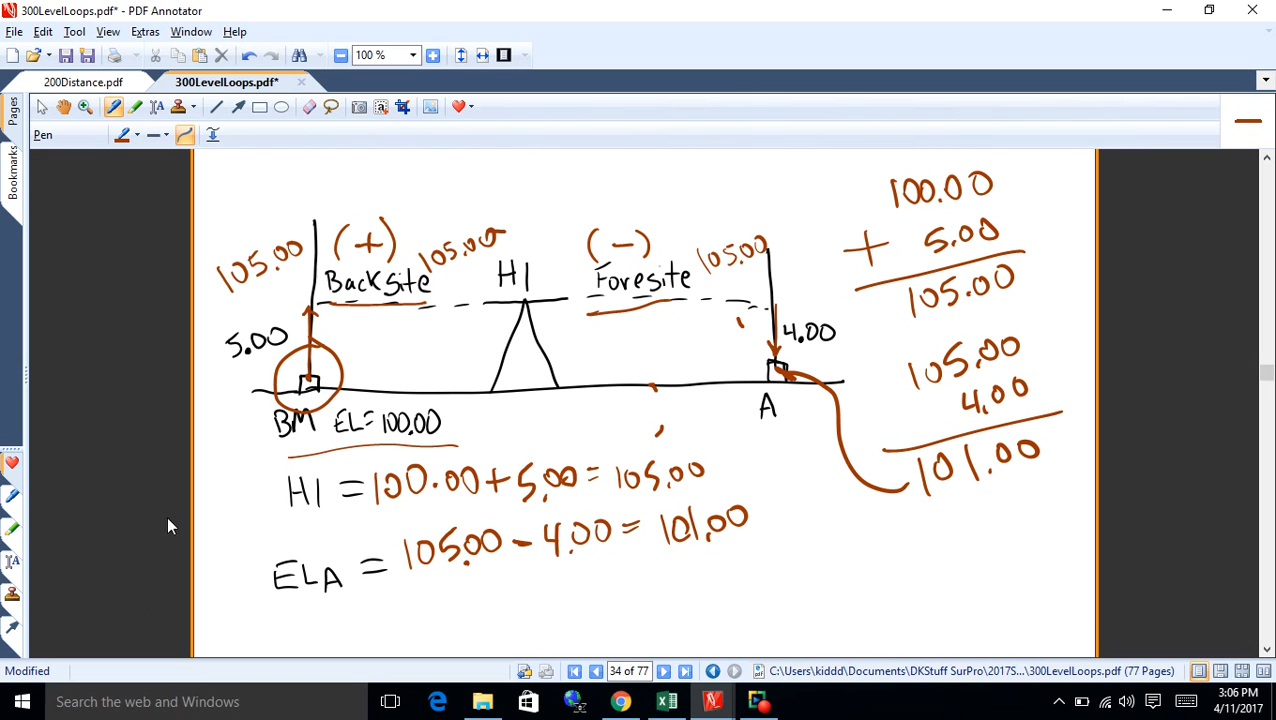 300LevelLoops.pdf* - PDF Annotator
File Edit Tool Extras Window Help
100 %
200Distance.pdf 300LevelLoops.pdf*
Pen
Pages
Bookmarks
100.00
+ 5.00
105.00
105.00
4.00
101.00
105.00 (+) 105.00 (-) 105.00
Backsite HI Foresite
5.00 4.00
BM EL=100.00 A
HI = 100.00 + 5.00 = 105.00
ELA = 105.00 - 4.00 = 101.00
Modified 34 of 77 C:\Users\kiddd\Documents\DKStuff SurPro\2017S...\300LevelLoops.pdf (77 Pages)
Search the web and Windows
3:06 PM
4/11/2017